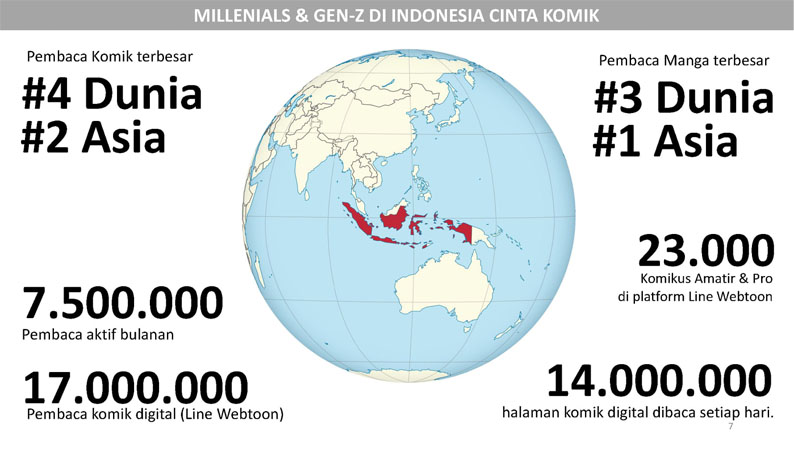 MILLENIALS & GEN-Z DI INDONESIA CINTA KOMIK
Pembaca Komik terbesar
#4 Dunia
#2 Asia
Pembaca Manga terbesar
#3 Dunia
#1 Asia
7.500.000
Pembaca aktif bulanan
17.000.000
Pembaca komik digital (Line Webtoon)
23.000
Komikus Amatir & Pro
di platform Line Webtoon
14.000.000
halaman komik digital dibaca setiap hari.
7